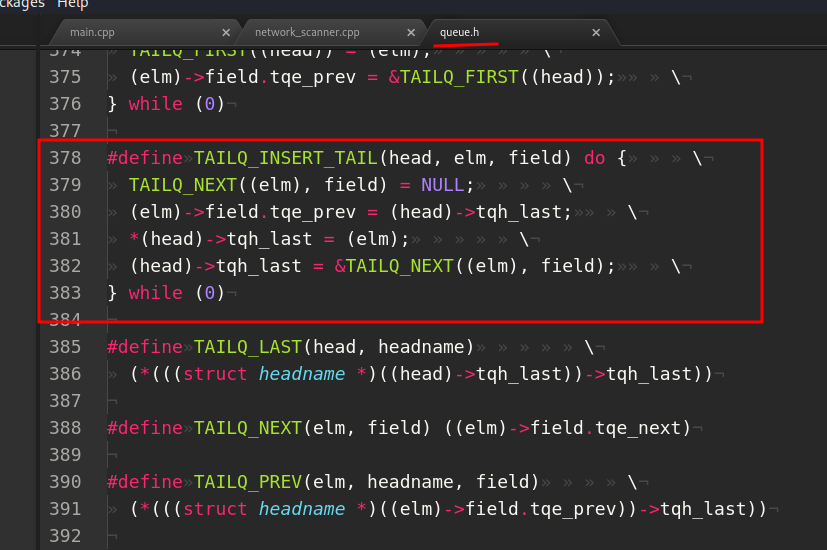 ckages Help
main.cpp × network_scanner.cpp × queue.h ×
374 » TAILQ_FIRST((head)) = (elm);» » » » » \¬
375 » (elm)->field.tqe_prev = &TAILQ_FIRST((head));»» » \¬
376 } while (0)¬
377 ¬
378 #define»TAILQ_INSERT_TAIL(head, elm, field) do {» » » \¬
379 » TAILQ_NEXT((elm), field) = NULL;» » » » \¬
380 » (elm)->field.tqe_prev = (head)->tqh_last;»» » \¬
381 » *(head)->tqh_last = (elm);» » » » » \¬
382 » (head)->tqh_last = &TAILQ_NEXT((elm), field);»» » \¬
383 } while (0)¬
384 ¬
385 #define»TAILQ_LAST(head, headname)» » » » » \¬
386 » (*(((struct headname *)((head)->tqh_last))->tqh_last))¬
387 ¬
388 #define»TAILQ_NEXT(elm, field) ((elm)->field.tqe_next)¬
389 ¬
390 #define»TAILQ_PREV(elm, headname, field)» » » » \¬
391 » (*(((struct headname *)((elm)->field.tqe_prev))->tqh_last))¬
392 ¬